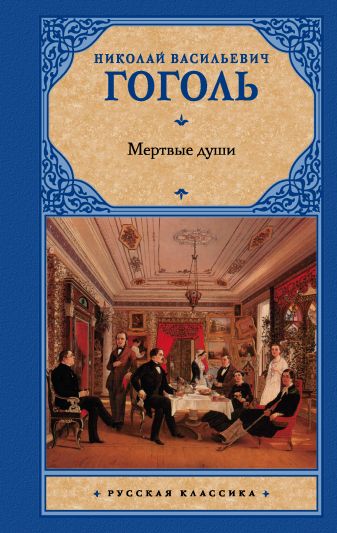 НИКОЛАЙ ВАСИЛЬЕВИЧ
ГОГОЛЬ
Мертвые души
РУССКАЯ КЛАССИКА